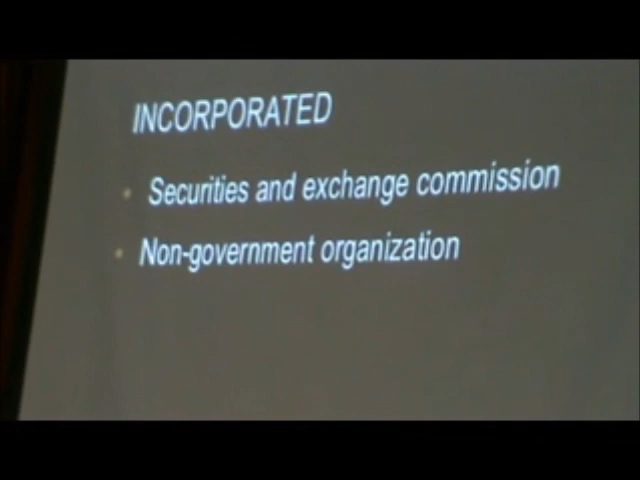 INCORPORATED
• Securities and exchange commission
• Non-government organization